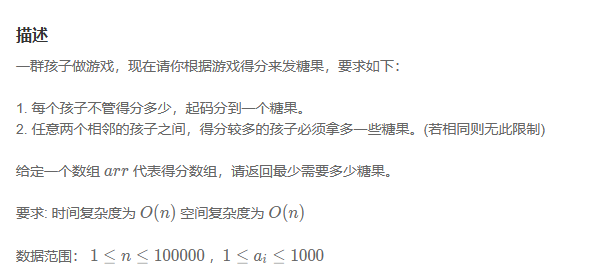 描述
一群孩子做游戏，现在请你根据游戏得分来发糖果，要求如下：
1. 每个孩子不管得分多少，起码分到一个糖果。
2. 任意两个相邻的孩子之间，得分较多的孩子必须拿多一些糖果。(若相同则无此限制)
给定一个数组 arr 代表得分数组，请返回最少需要多少糖果。
要求: 时间复杂度为 O(n) 空间复杂度为 O(n)
数据范围： 1 ≤ n ≤ 100000 ，1 ≤ aᵢ ≤ 1000